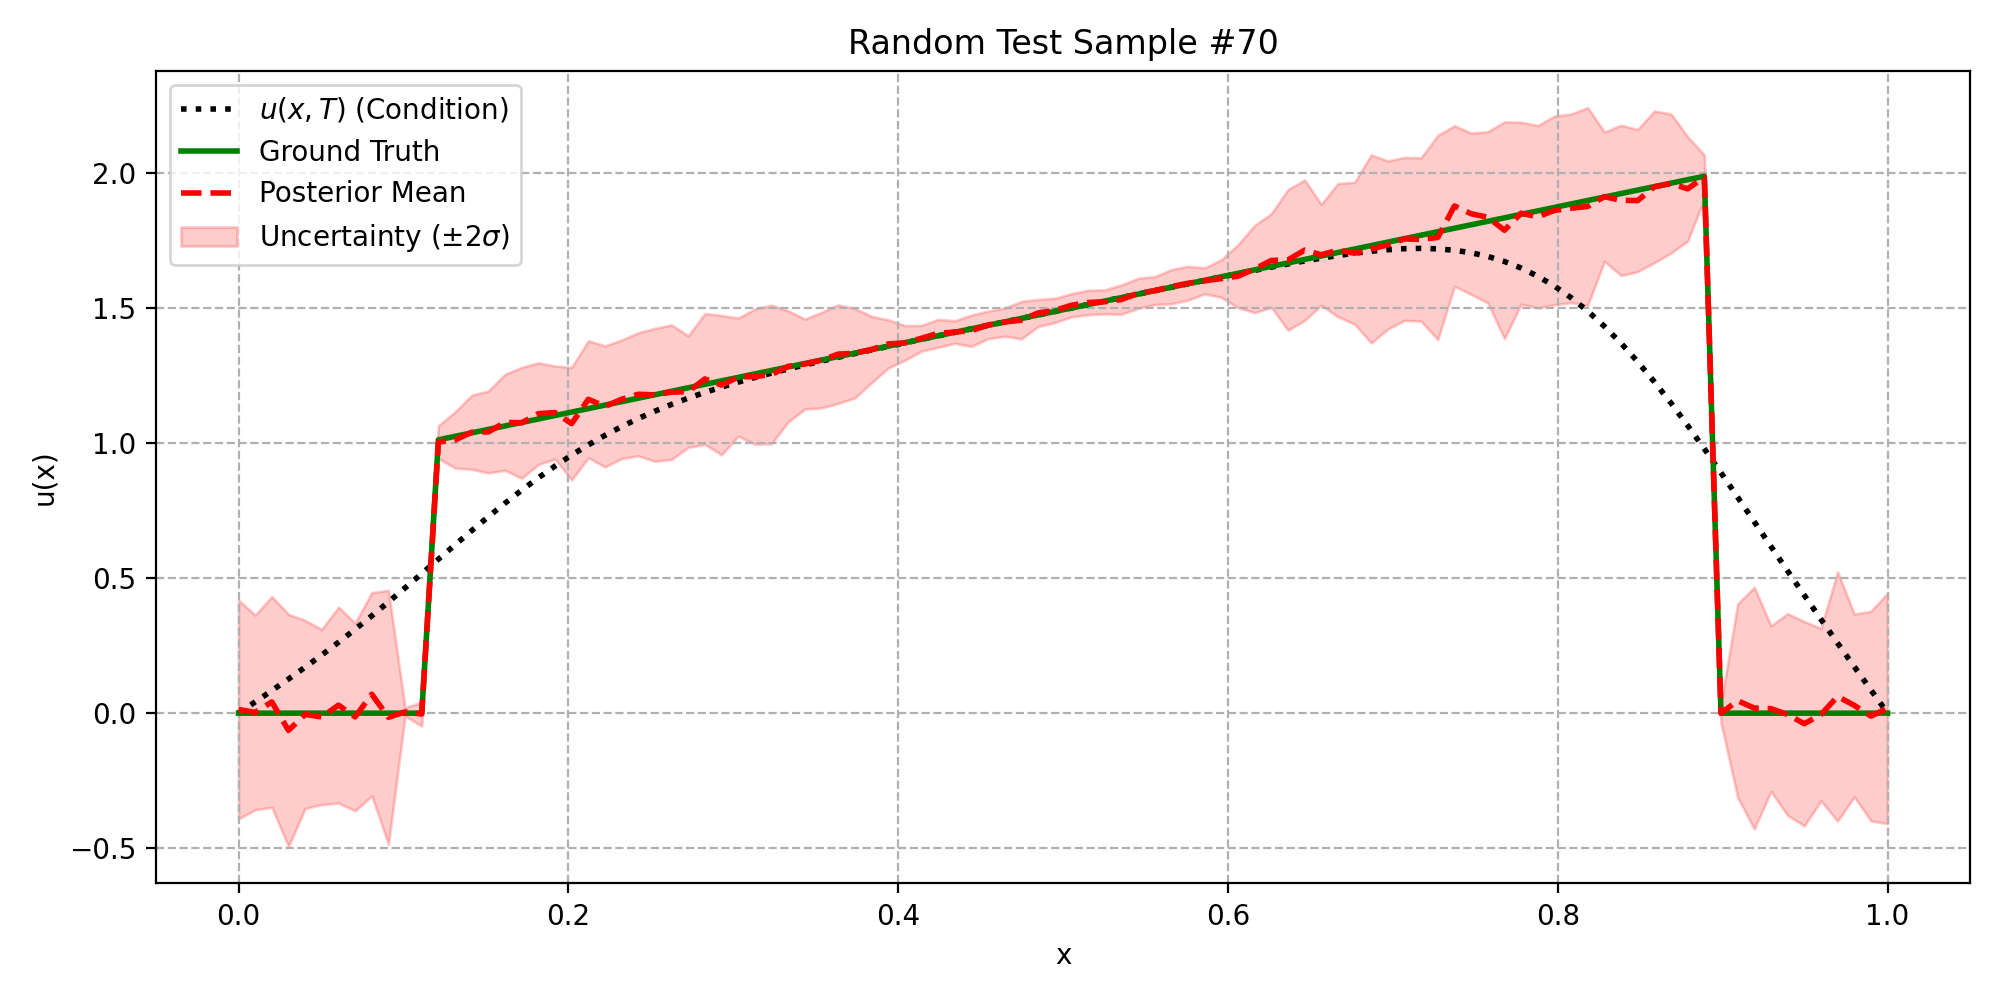 Random Test Sample #70
u(x, T) (Condition)
Ground Truth
Posterior Mean
Uncertainty (±2σ)
2.0
1.5
1.0
0.5
0.0
−0.5
u(x)
0.0 0.2 0.4 0.6 0.8 1.0
x